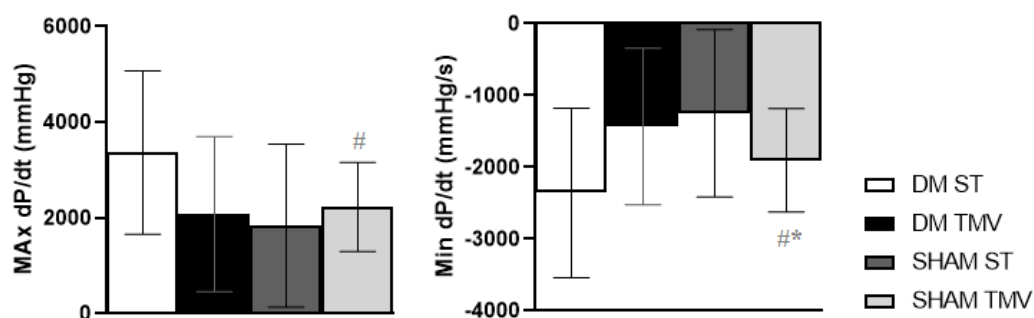 MAx dP/dt (mmHg)
6000
4000
2000
0
#
Min dP/dt (mmHg/s)
0
-1000
-2000
-3000
-4000
#*
DM ST
DM TMV
SHAM ST
SHAM TMV